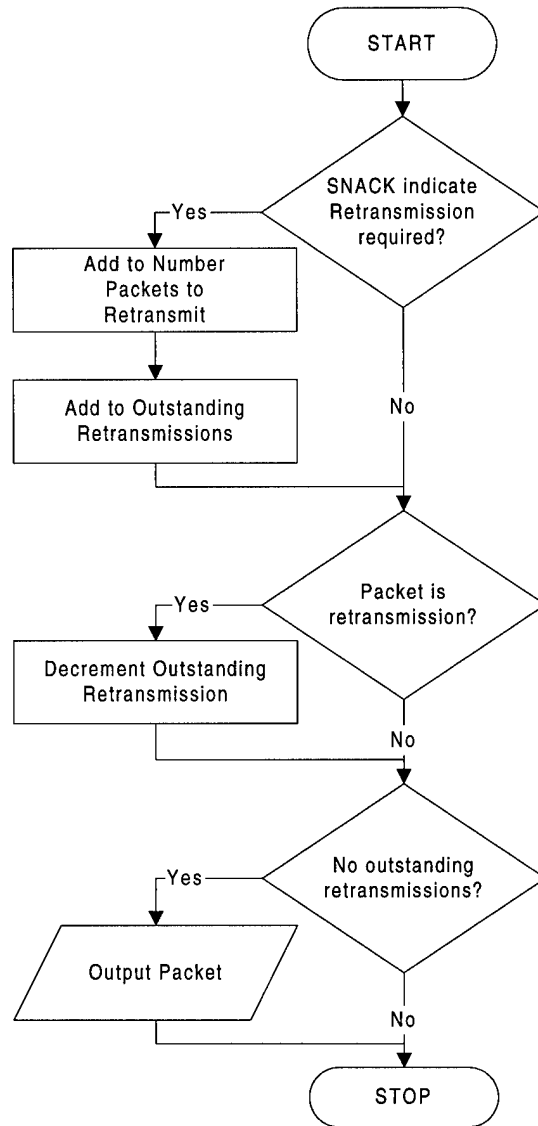 START
SNACK indicate
Retransmission
required?
Yes
Add to Number
Packets to
Retransmit
Add to Outstanding
Retransmissions
No
Packet is
retransmission?
Yes
Decrement Outstanding
Retransmission
No
No outstanding
retransmissions?
Yes
Output Packet
No
STOP